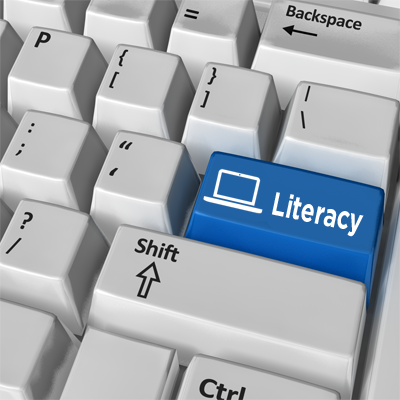 = Backspace
P { }
[ ] |
\
: “
; ‘ Literacy
? Shift
/
Ctrl